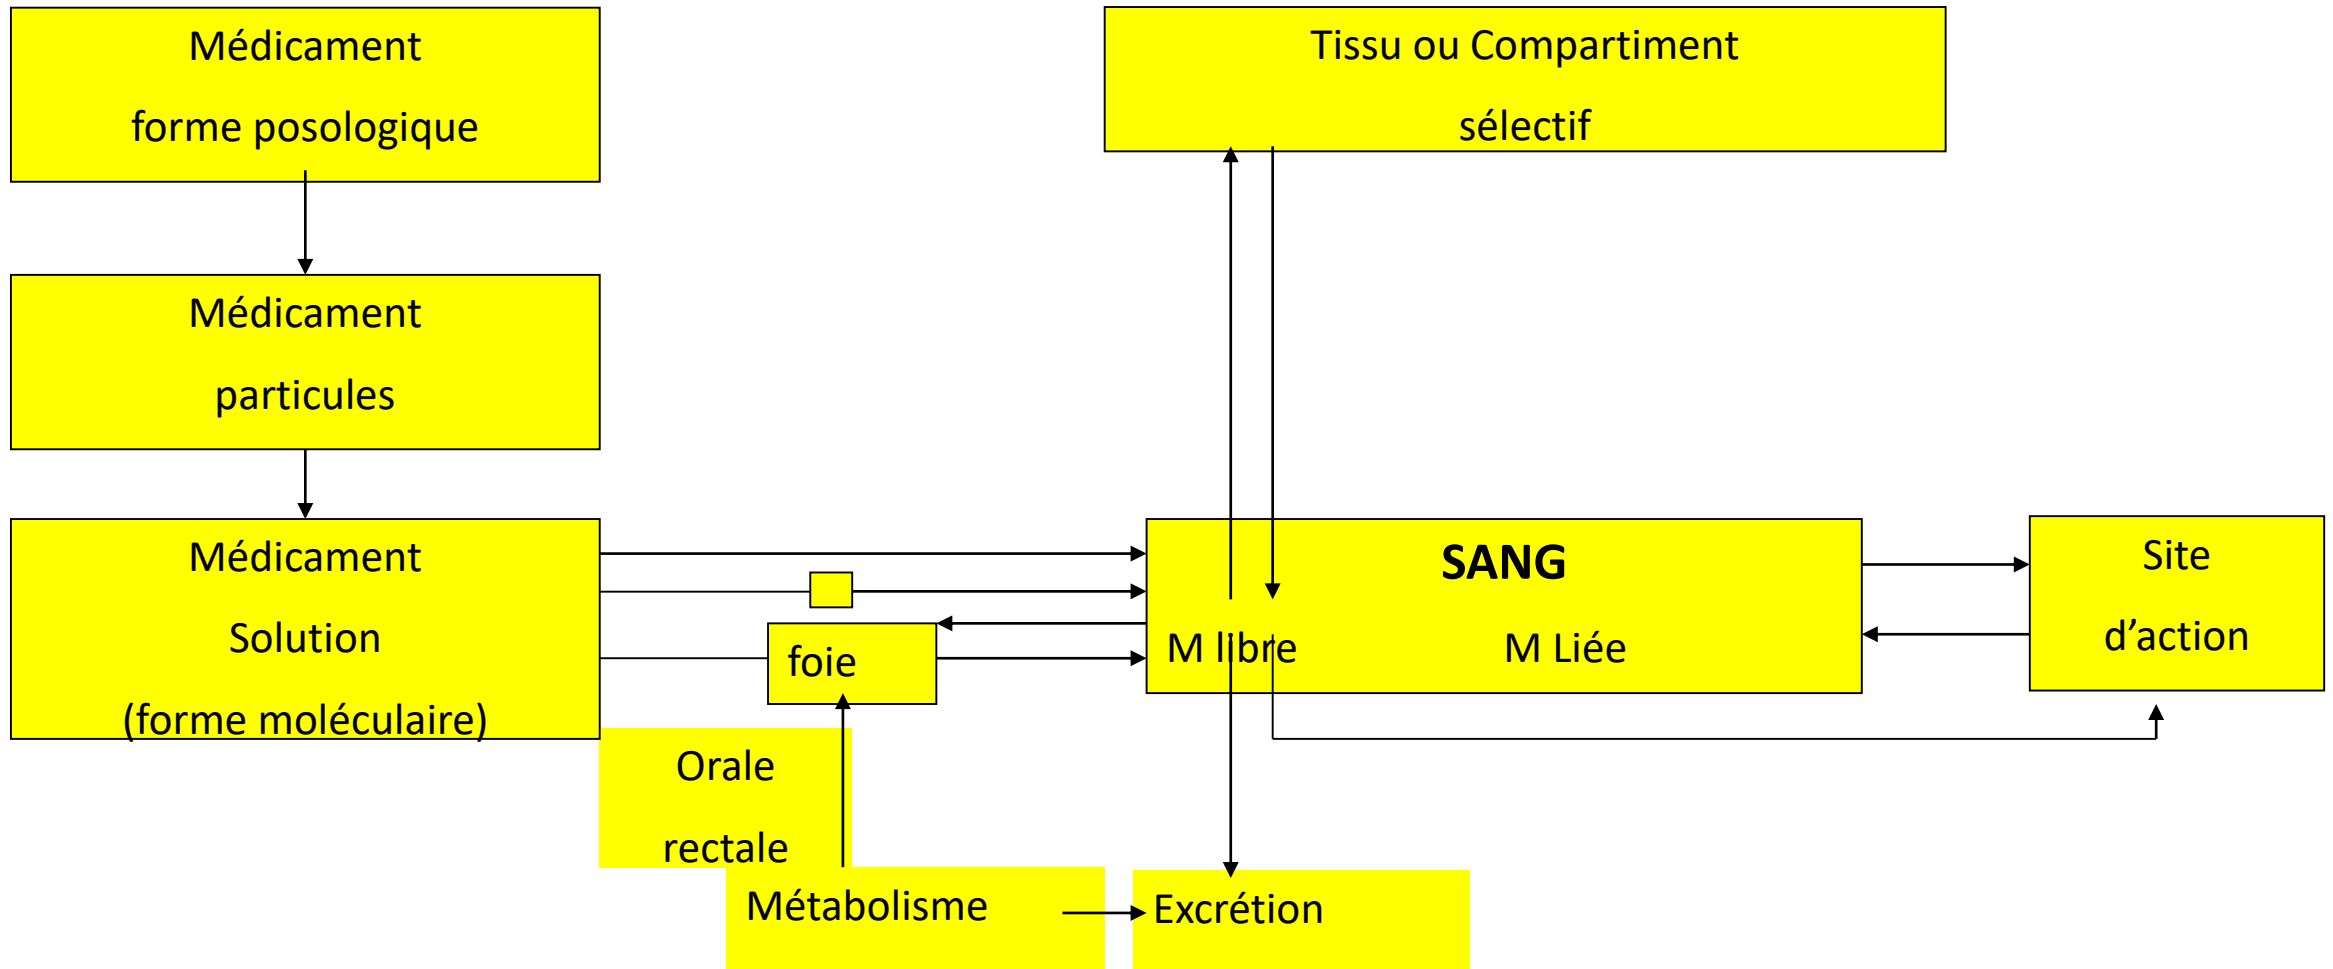 Médicament
forme posologique
Tissu ou Compartiment
sélectif
Médicament
particules
Médicament
Solution
(forme moléculaire)
foie
SANG
M libre M Liée
Site
d’action
Orale
rectale
Métabolisme
Excrétion